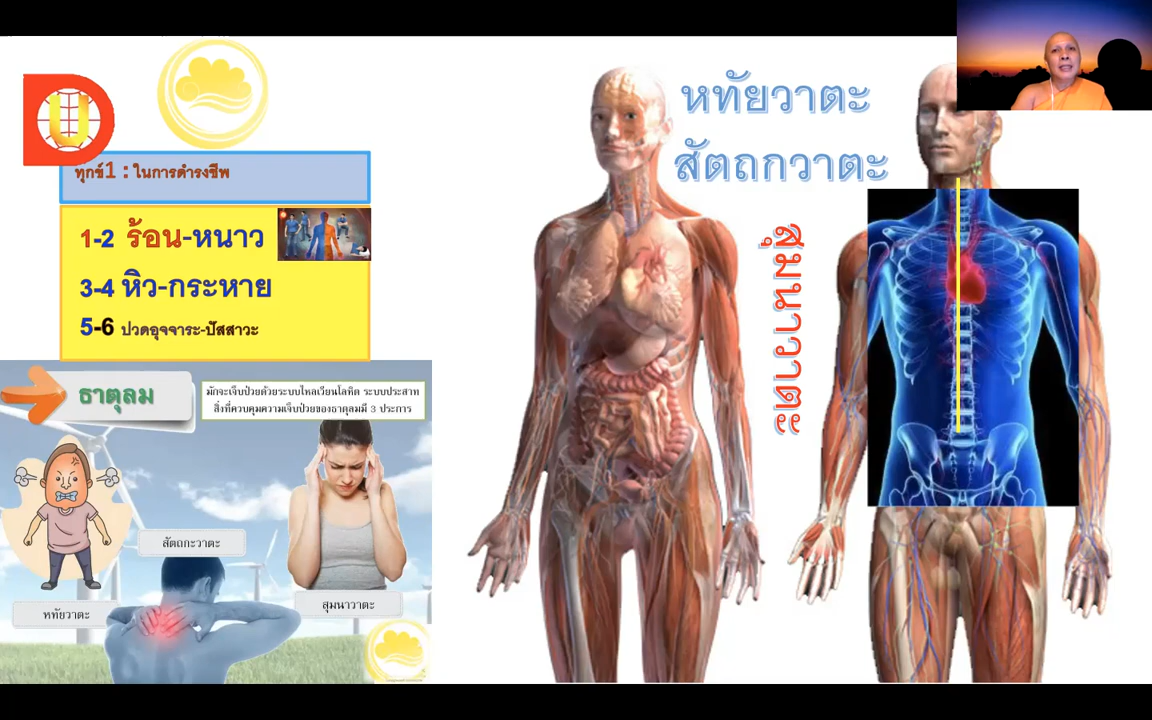 U
ทุกข์1 : ในการดำรงชีพ
1-2 ร้อน-หนาว
3-4 หิว-กระหาย
5-6 ปวดอุจจาระ-ปัสสาวะ
ธาตุลม
มักจะเจ็บป่วยด้วยระบบไหลเวียนโลหิต ระบบประสาท
สิ่งที่ควบคุมความเจ็บป่วยของธาตุลมมี 3 ประการ
สัตถกะวาตะ
หทัยวาตะ
สุมนาวาตะ
หทัยวาตะ
สัตถกวาตะ
สุมนาวาตะ